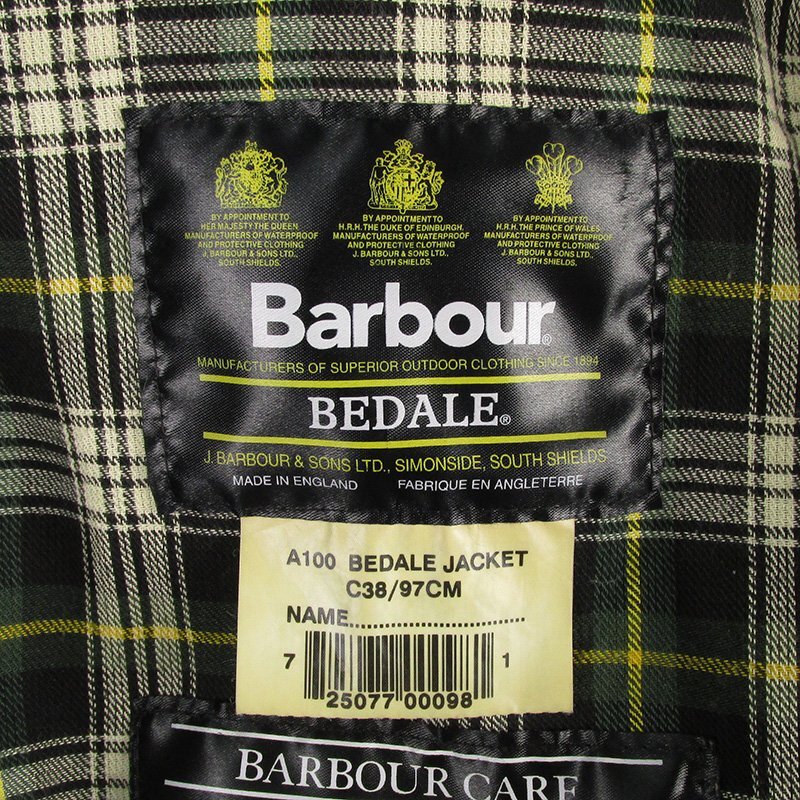 BY APPOINTMENT TO
HER MAJESTY THE QUEEN
MANUFACTURERS OF WATERPROOF
AND PROTECTIVE CLOTHING
J. BARBOUR & SONS LTD.,
SOUTH SHIELDS.
BY APPOINTMENT TO
H.R.H. THE DUKE OF EDINBURGH.
MANUFACTURERS OF WATERPROOF
AND PROTECTIVE CLOTHING
J. BARBOUR & SONS LTD.,
SOUTH SHIELDS.
BY APPOINTMENT TO
H.R.H. THE PRINCE OF WALES
MANUFACTURERS OF WATERPROOF
AND PROTECTIVE CLOTHING
J. BARBOUR & SONS LTD.,
SOUTH SHIELDS.
Barbour®
MANUFACTURERS OF SUPERIOR OUTDOOR CLOTHING SINCE 1894
BEDALE®
J. BARBOUR & SONS LTD., SIMONSIDE, SOUTH SHIELDS
MADE IN ENGLAND FABRIQUE EN ANGLETERRE
A100 BEDALE JACKET
C38/97CM
NAME..............................
7 25077 00098 1
BARBOUR CARE